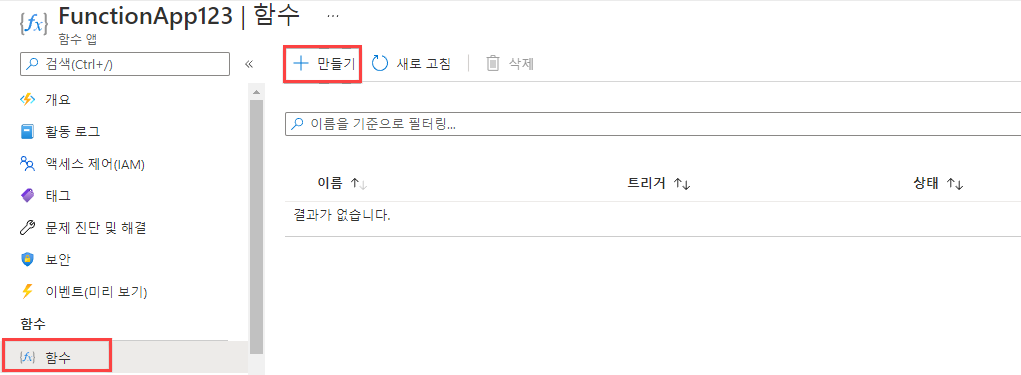 FunctionApp123 | 함수 ...
함수 앱
검색(Ctrl+/)
«
개요
활동 로그
액세스 제어(IAM)
태그
문제 진단 및 해결
보안
이벤트(미리 보기)
함수
함수
만들기 새로 고침 삭제
이름을 기준으로 필터링...
이름 ↑↓ 트리거 ↑↓ 상태 ↑↓
결과가 없습니다.